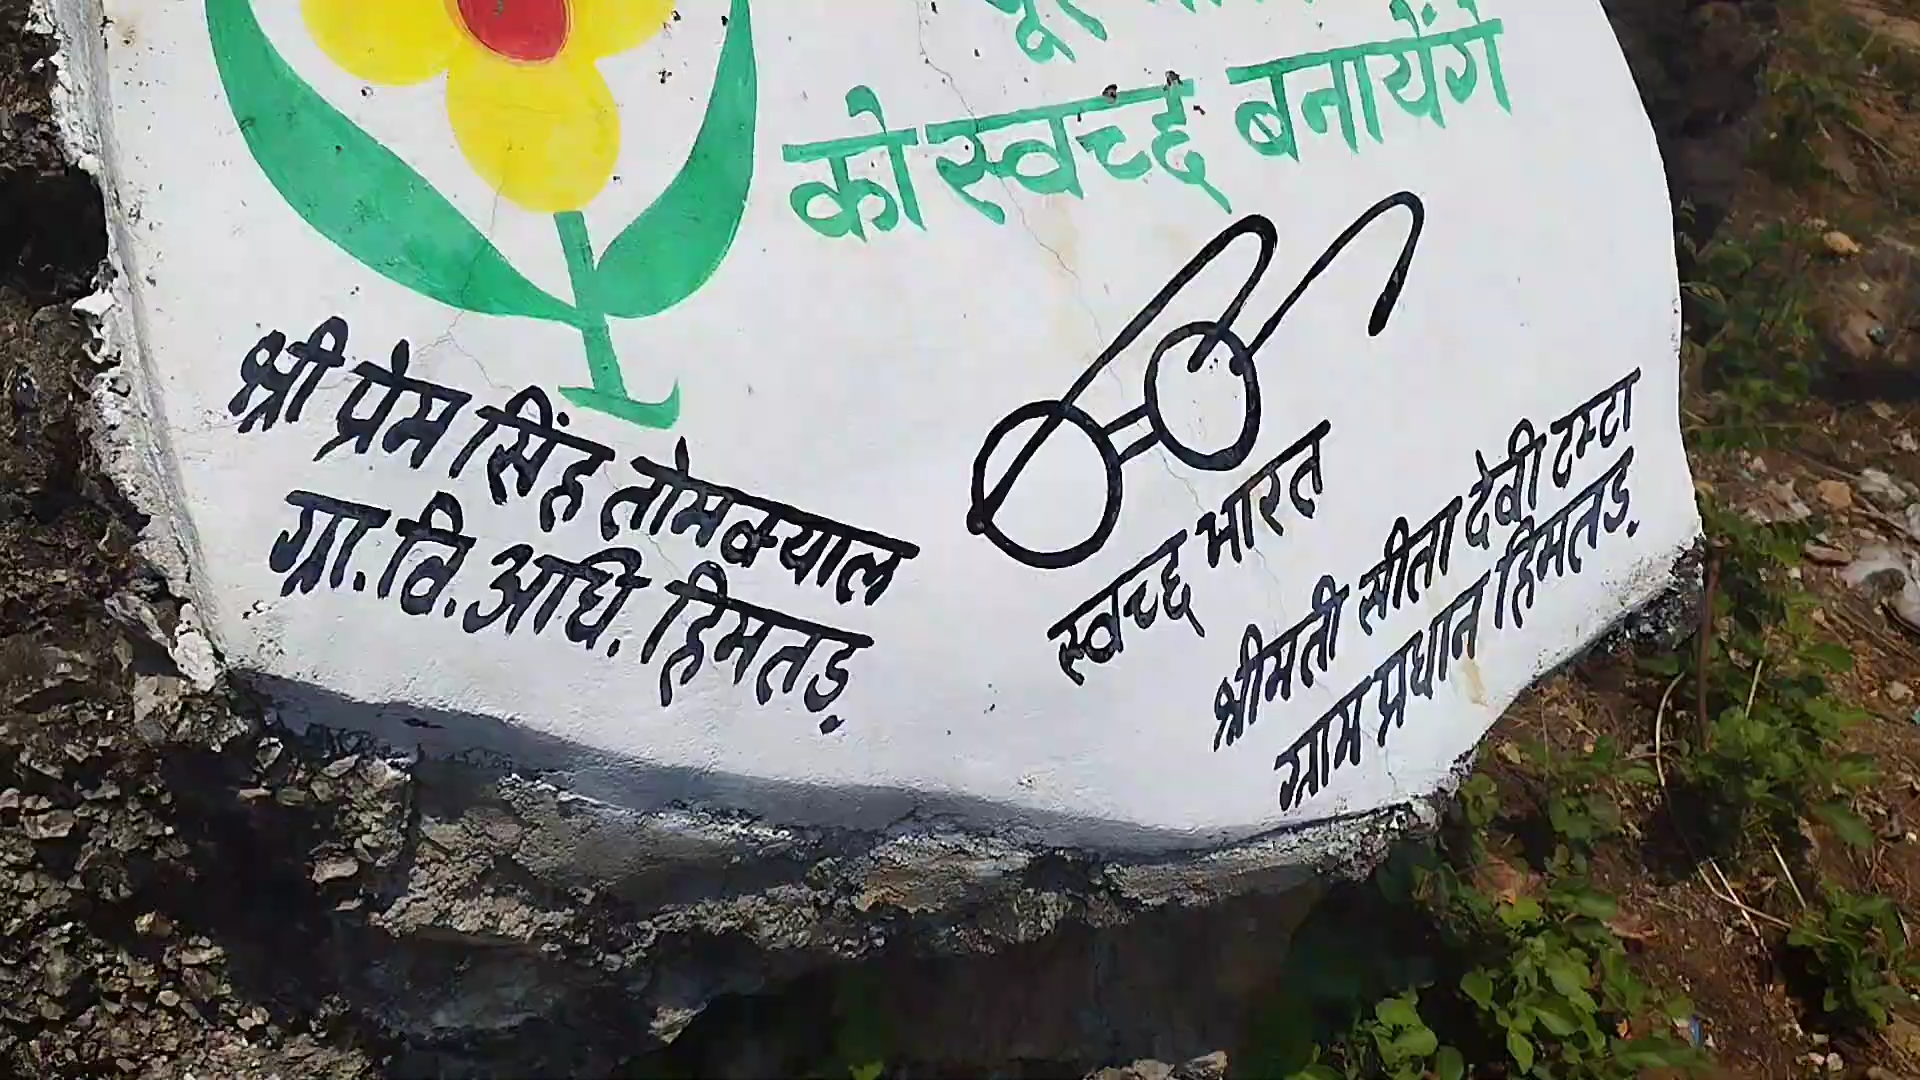 को स्वच्छ बनायेंगे
स्वच्छ भारत
श्री प्रेम सिंह तोमक्याल
ग्रा. वि. अधि. हिमतड़
श्रीमती सीता देवी टम्टा
ग्राम प्रधान हिमतड़